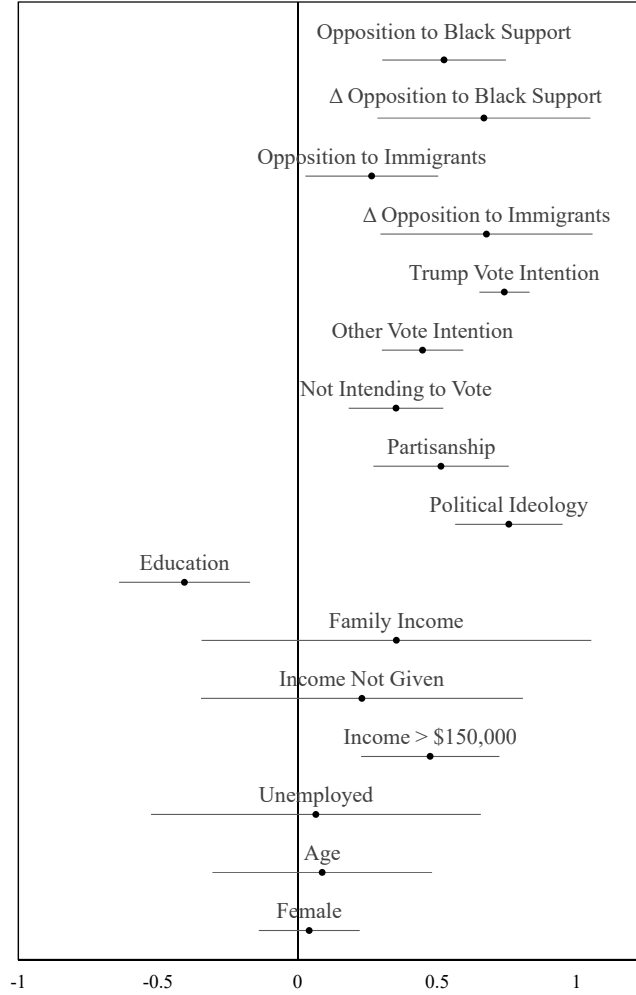 Opposition to Black Support
Δ Opposition to Black Support
Opposition to Immigrants
Δ Opposition to Immigrants
Trump Vote Intention
Other Vote Intention
Not Intending to Vote
Partisanship
Political Ideology
Education
Family Income
Income Not Given
Income > $150,000
Unemployed
Age
Female
-1 -0.5 0 0.5 1